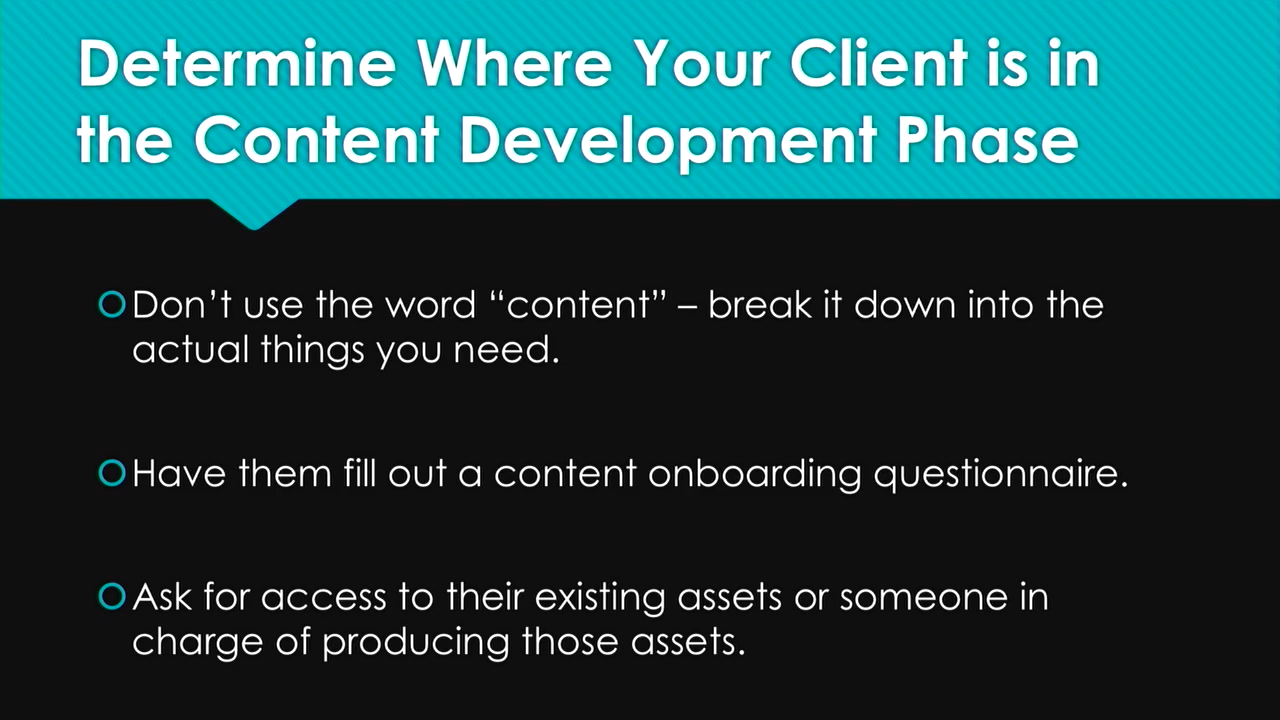 Determine Where Your Client is in
the Content Development Phase
Don’t use the word “content” – break it down into the
actual things you need.
Have them fill out a content onboarding questionnaire.
Ask for access to their existing assets or someone in
charge of producing those assets.